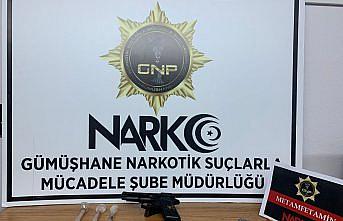 GNP
NARKO
GÜMÜŞHANE NARKOTİK SUÇLARLA
MÜCADELE ŞUBE MÜDÜRLÜĞÜ
METAMFETAMİN